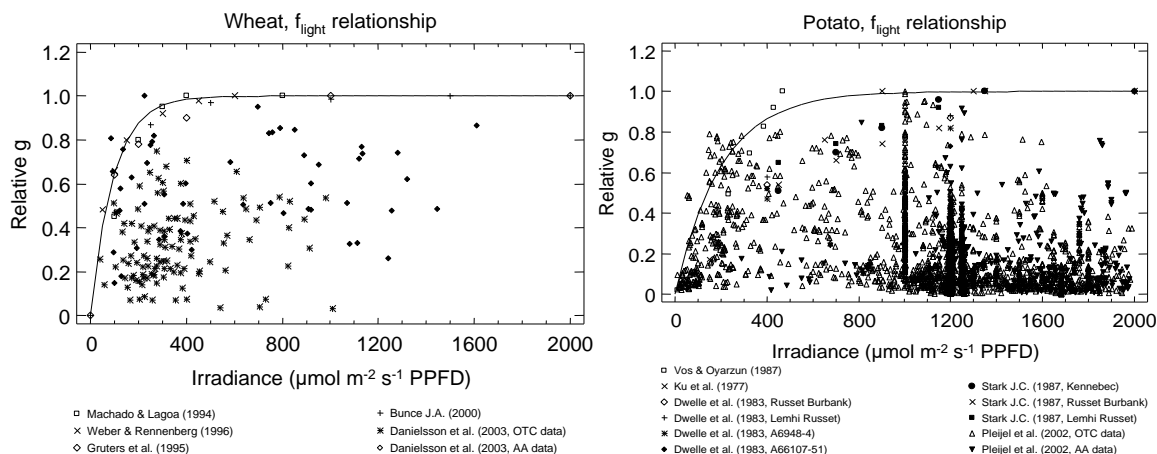 Wheat, flight relationship
Relative g
1.2
1.0
0.8
0.6
0.4
0.2
0
0 400 800 1200 1600 2000
Irradiance (µmol m-2 s-1 PPFD)
Machado & Lagoa (1994)
Weber & Rennenberg (1996)
Gruters et al. (1995)
Bunce J.A. (2000)
Danielsson et al. (2003, OTC data)
Danielsson et al. (2003, AA data)
Potato, flight relationship
Relative g
1.2
1.0
0.8
0.6
0.4
0.2
0
0 400 800 1200 1600 2000
Irradiance (µmol m-2 s-1 PPFD)
Vos & Oyarzun (1987)
Ku et al. (1977)
Dwelle et al. (1983, Russet Burbank)
Dwelle et al. (1983, Lemhi Russet)
Dwelle et al. (1983, A6948-4)
Dwelle et al. (1983, A66107-51)
Stark J.C. (1987, Kennebec)
Stark J.C. (1987, Russet Burbank)
Stark J.C. (1987, Lemhi Russet)
Pleijel et al. (2002, OTC data)
Pleijel et al. (2002, AA data)